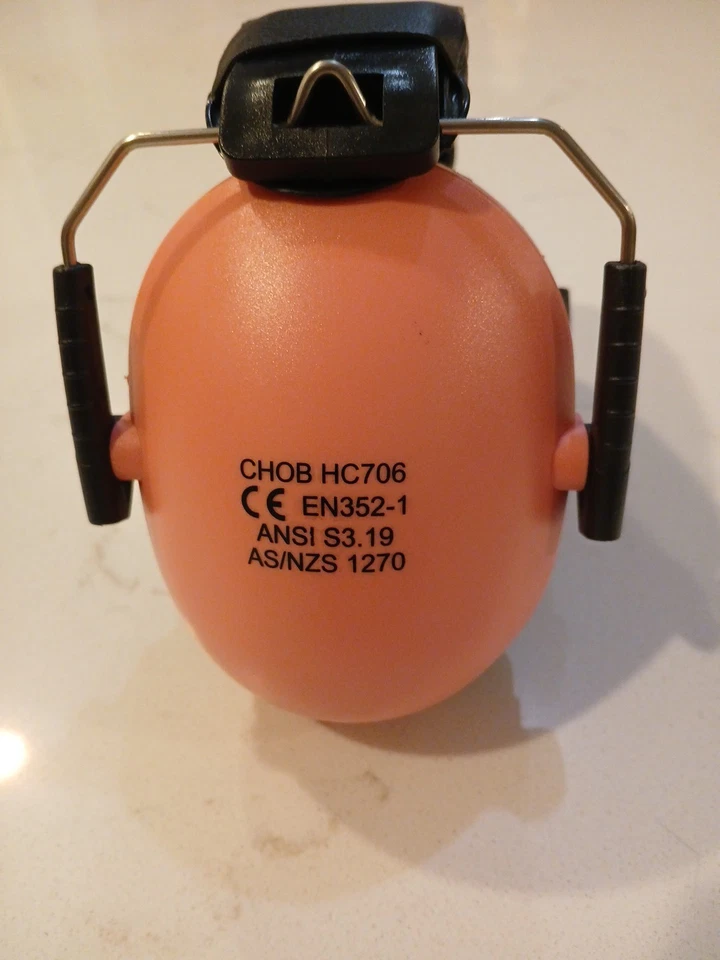 CHOB HC706
CE EN352-1
ANSI S3.19
AS/NZS 1270